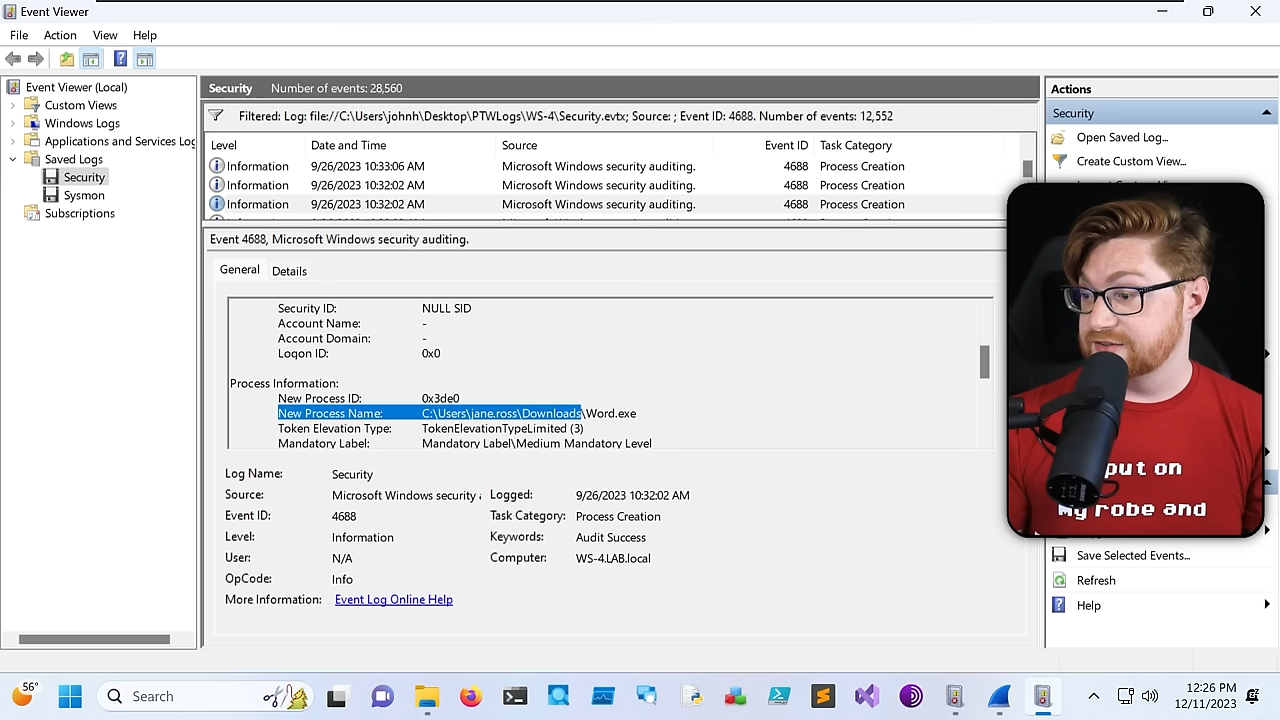 Event Viewer
File Action View Help
Event Viewer (Local)
Custom Views
Windows Logs
Applications and Services Log
Saved Logs
Security
Sysmon
Subscriptions
Security Number of events: 28,560
Filtered: Log: file://C:\Users\johnh\Desktop\PTWLogs\WS-4\Security.evtx; Source: ; Event ID: 4688. Number of events: 12,552
Level Date and Time Source Event ID Task Category
Information 9/26/2023 10:33:06 AM Microsoft Windows security auditing. 4688 Process Creation
Information 9/26/2023 10:32:02 AM Microsoft Windows security auditing. 4688 Process Creation
Information 9/26/2023 10:32:02 AM Microsoft Windows security auditing. 4688 Process Creation
Event 4688, Microsoft Windows security auditing.
General Details
Security ID: NULL SID
Account Name: -
Account Domain: -
Logon ID: 0x0
Process Information:
New Process ID: 0x3de0
New Process Name: C:\Users\jane.ross\Downloads\Word.exe
Token Elevation Type: TokenElevationTypeLimited (3)
Mandatory Label: Mandatory Label\Medium Mandatory Level
Log Name: Security
Source: Microsoft Windows security a Logged: 9/26/2023 10:32:02 AM
Event ID: 4688 Task Category: Process Creation
Level: Information Keywords: Audit Success
User: N/A Computer: WS-4.LAB.local
OpCode: Info
More Information: Event Log Online Help
Actions
Security
Open Saved Log...
Create Custom View...
put on
my robe and
Save Selected Events...
Refresh
Help
56°
Search
12:26 PM
12/11/2023